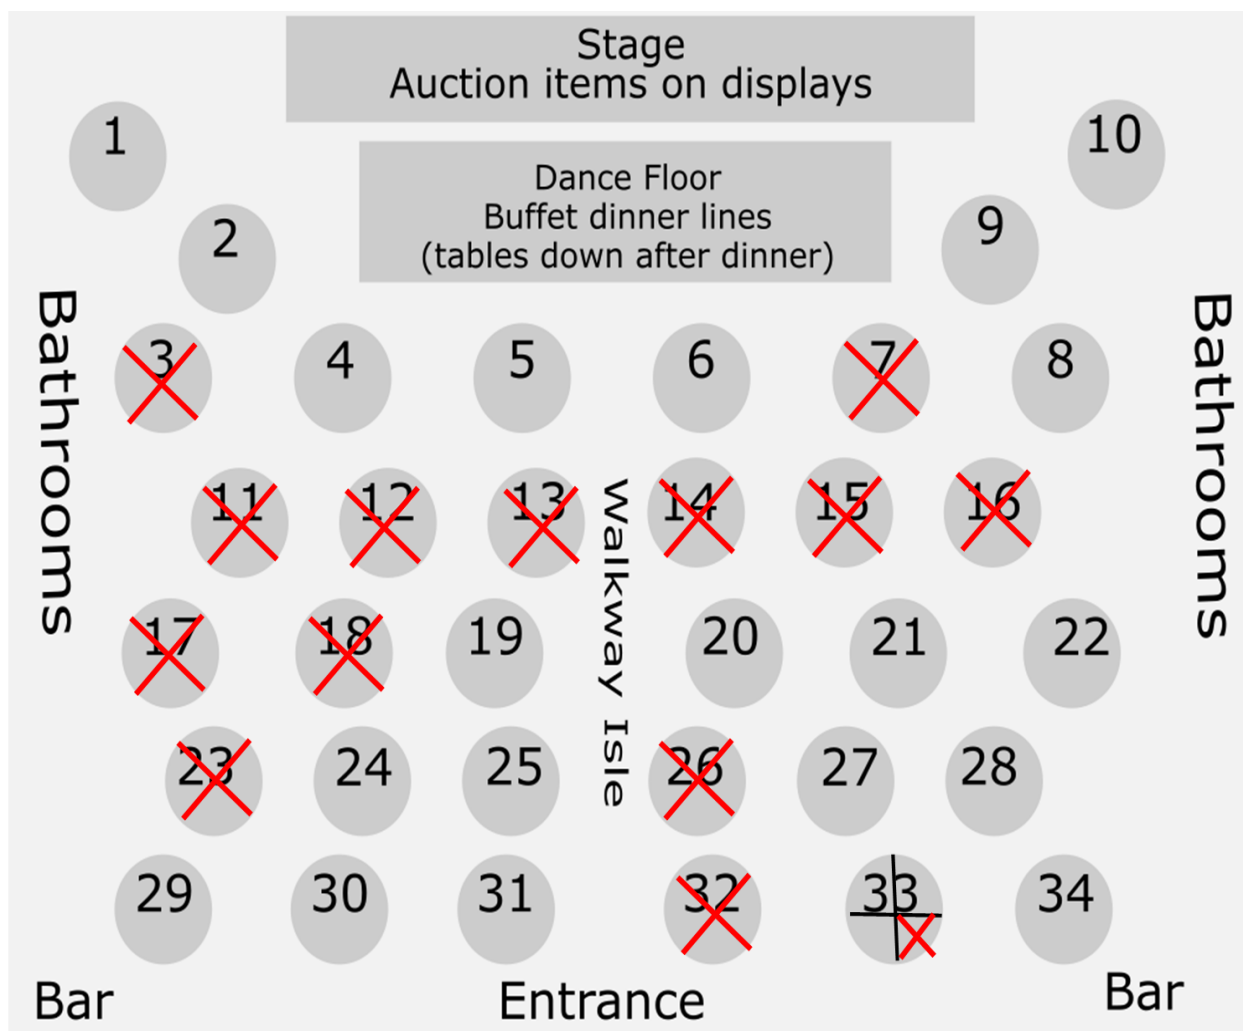 Stage
Auction items on displays
1
10
Dance Floor
Buffet dinner lines
(tables down after dinner)
2
9
Bathrooms
Bathrooms
3 4 5 6 7 8
11 12 13 14 15 16
Walkway Isle
17 18 19 20 21 22
23 24 25 26 27 28
29 30 31 32 33 34
Bar Entrance Bar